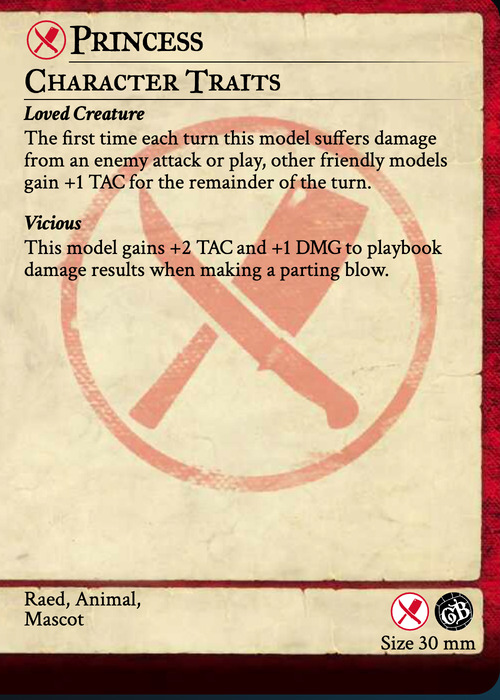 Princess
Character Traits
Loved Creature
The first time each turn this model suffers damage
from an enemy attack or play, other friendly models
gain +1 TAC for the remainder of the turn.
Vicious
This model gains +2 TAC and +1 DMG to playbook
damage results when making a parting blow.
Raed, Animal,
Mascot
GB
Size 30 mm